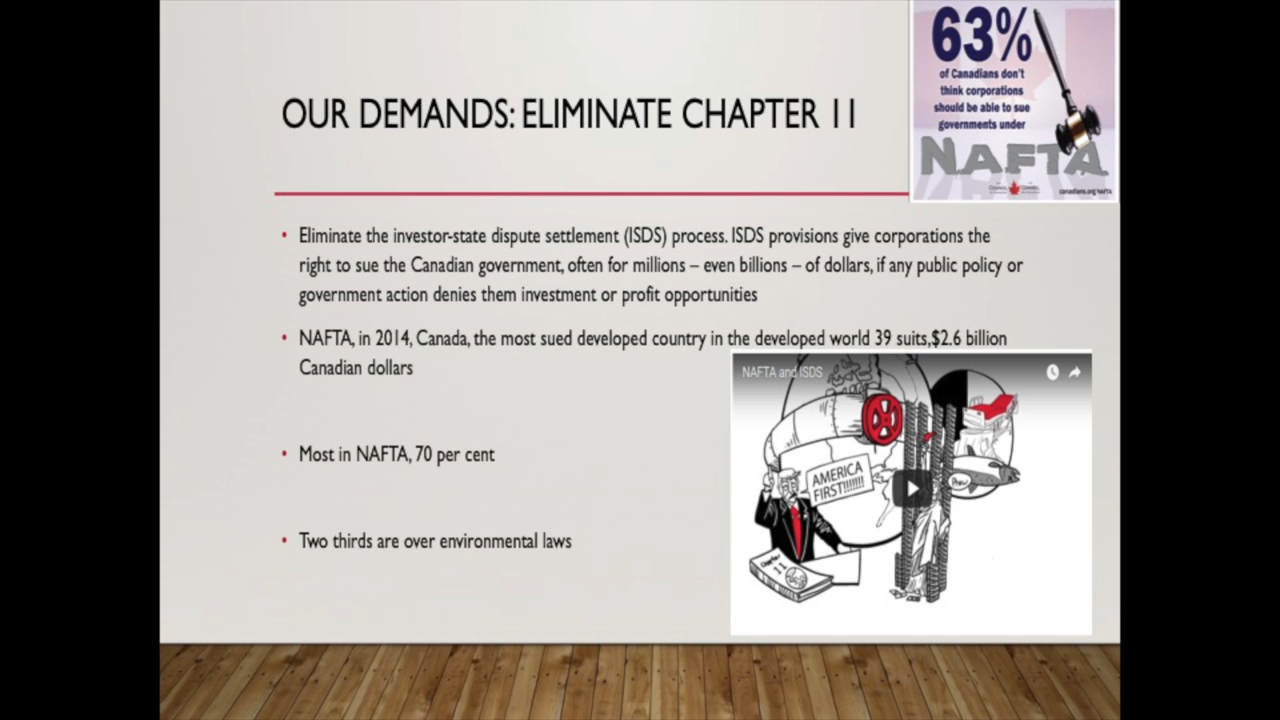 63%
of Canadians don't
think corporations
should be able to sue
governments under
NAFTA
canadians.org/nafta
OUR DEMANDS: ELIMINATE CHAPTER 11
• Eliminate the investor-state dispute settlement (ISDS) process. ISDS provisions give corporations the
right to sue the Canadian government, often for millions – even billions – of dollars, if any public policy or
government action denies them investment or profit opportunities
• NAFTA, in 2014, Canada, the most sued developed country in the developed world 39 suits,$2.6 billion
Canadian dollars
• Most in NAFTA, 70 per cent
• Two thirds are over environmental laws
NAFTA and ISDS
AMERICA
FIRST!!!!!!!
Chapter
11